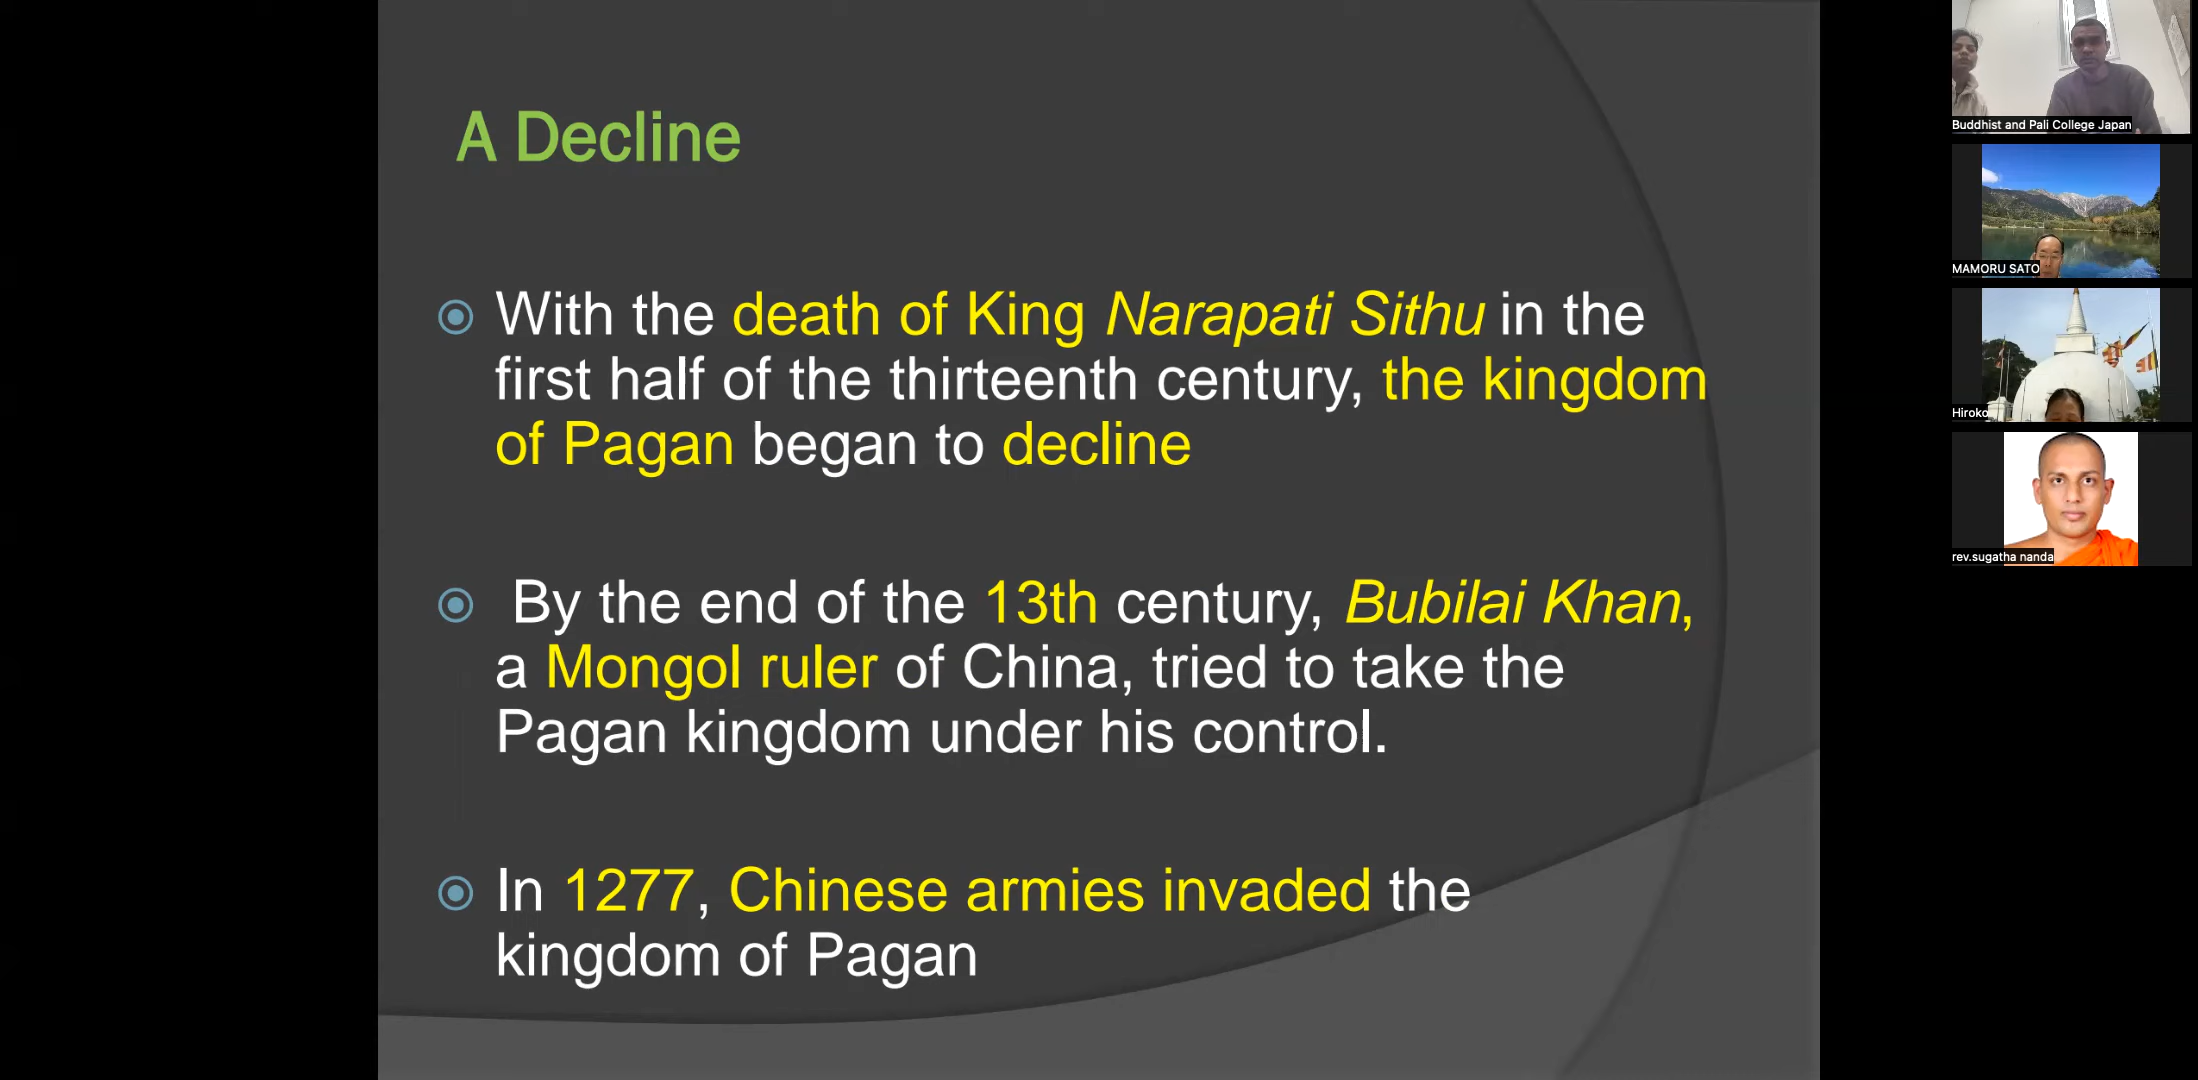 A Decline
With the death of King Narapati Sithu in the
first half of the thirteenth century, the kingdom
of Pagan began to decline
By the end of the 13th century, Bubilai Khan,
a Mongol ruler of China, tried to take the
Pagan kingdom under his control.
In 1277, Chinese armies invaded the
kingdom of Pagan
Buddhist and Pali College Japan
MAMORU SATO
Hiroko
rev.sugatha nanda